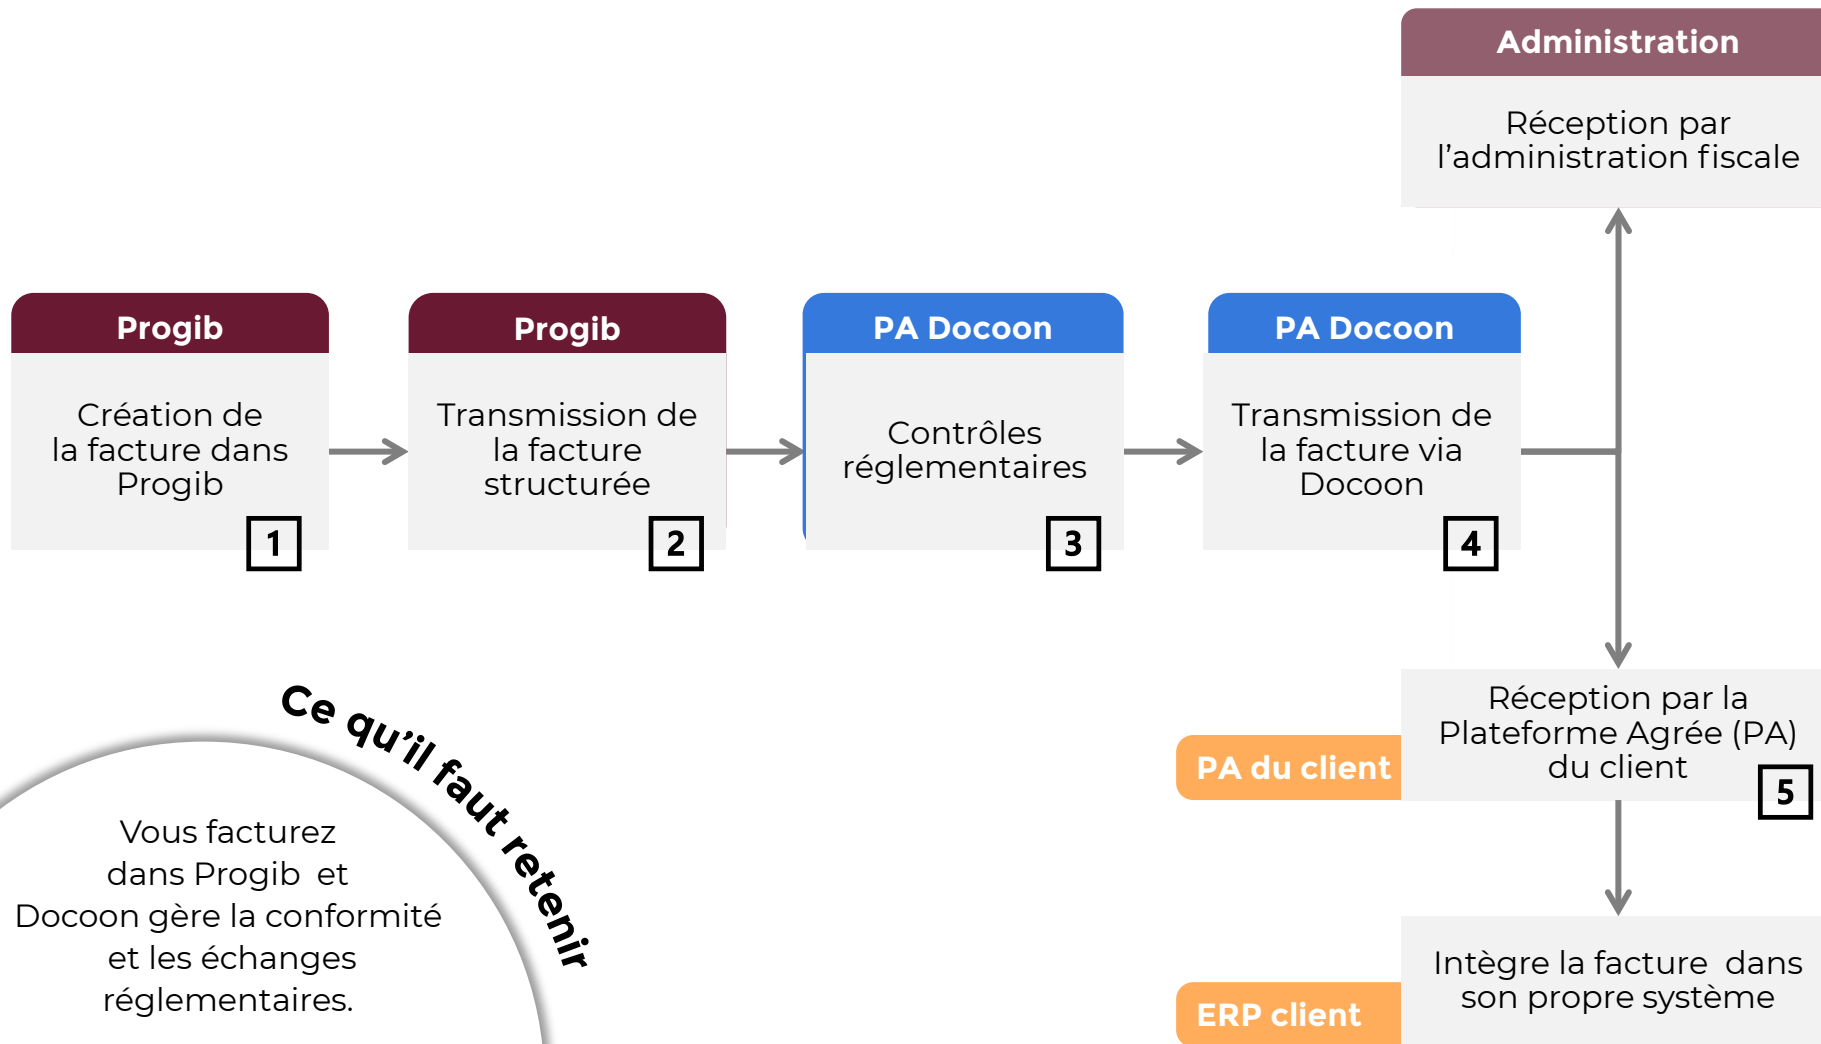 Administration
Réception par
l’administration fiscale
Progib
Création de
la facture dans
Progib
1
Progib
Transmission de
la facture
structurée
2
PA Docoon
Contrôles
réglementaires
3
PA Docoon
Transmission de
la facture via
Docoon
4
PA du client
Réception par la
Plateforme Agrée (PA)
du client
5
ERP client
Intègre la facture dans
son propre système
Ce qu’il faut retenir
Vous facturez
dans Progib et
Docoon gère la conformité
et les échanges
réglementaires.